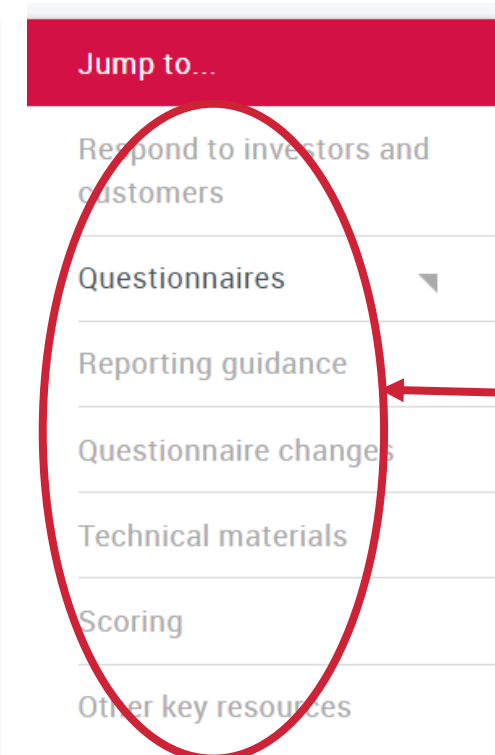 Jump to...
Respond to investors and
customers
Questionnaires
Reporting guidance
Questionnaire changes
Technical materials
Scoring
Other key resources